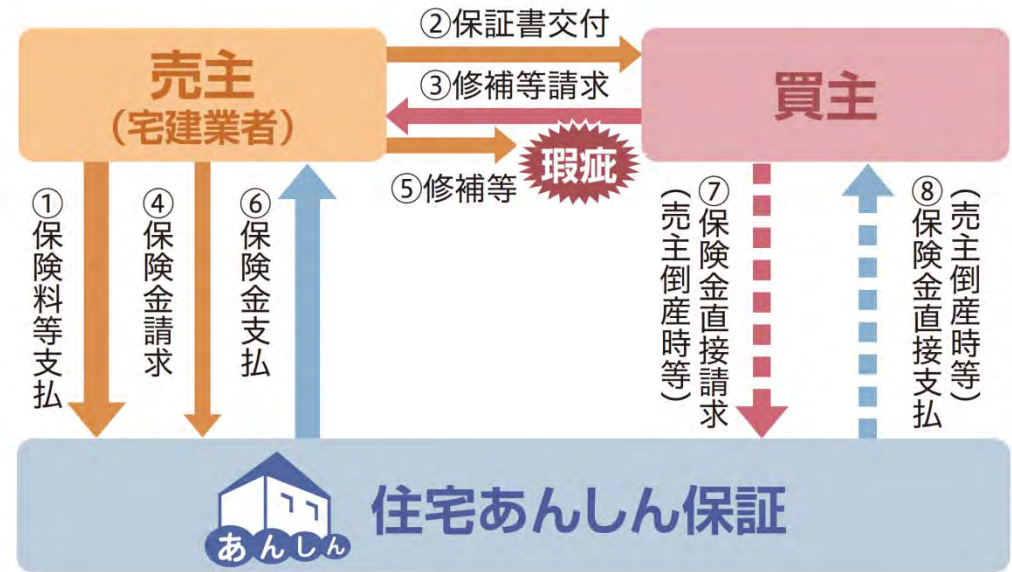 売主
（宅建業者）
②保証書交付
③修補等請求
⑤修補等
瑕疵
買主
①保険料等支払
④保険金請求
⑥保険金支払
⑦保険金直接請求
（売主倒産時等）
⑧保険金直接支払
（売主倒産時等）
あんしん
住宅あんしん保証